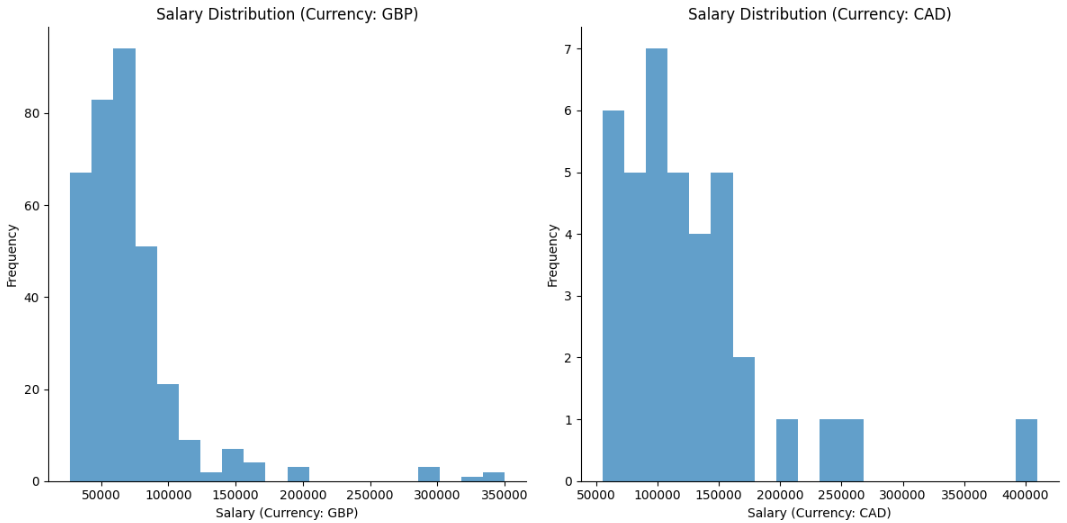 Salary Distribution (Currency: GBP)
Frequency
80
60
40
20
0
50000 100000 150000 200000 250000 300000 350000
Salary (Currency: GBP)
Salary Distribution (Currency: CAD)
Frequency
7
6
5
4
3
2
1
0
50000 100000 150000 200000 250000 300000 350000 400000
Salary (Currency: CAD)